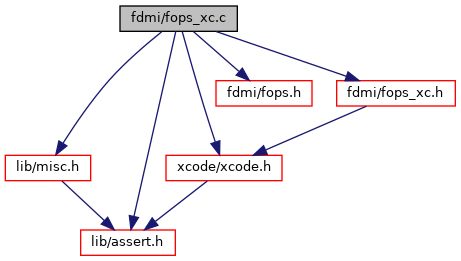 fdmi/fops_xc.c
fdmi/fops.h
fdmi/fops_xc.h
lib/misc.h
xcode/xcode.h
lib/assert.h